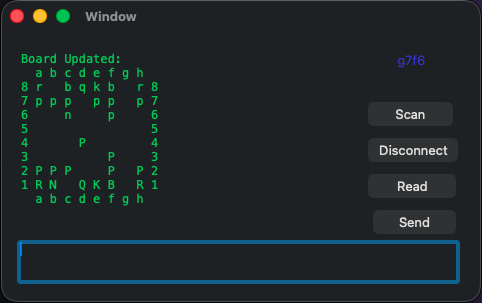 Window
Board Updated:
  a b c d e f g h
8 r   b q k b   r 8
7 p p p   p p   p 7
6     n     p     6
5                 5
4       P         4
3           P     3
2 P P P     P   P 2
1 R N   Q K B   R 1
  a b c d e f g h
g7f6
Scan
Disconnect
Read
Send